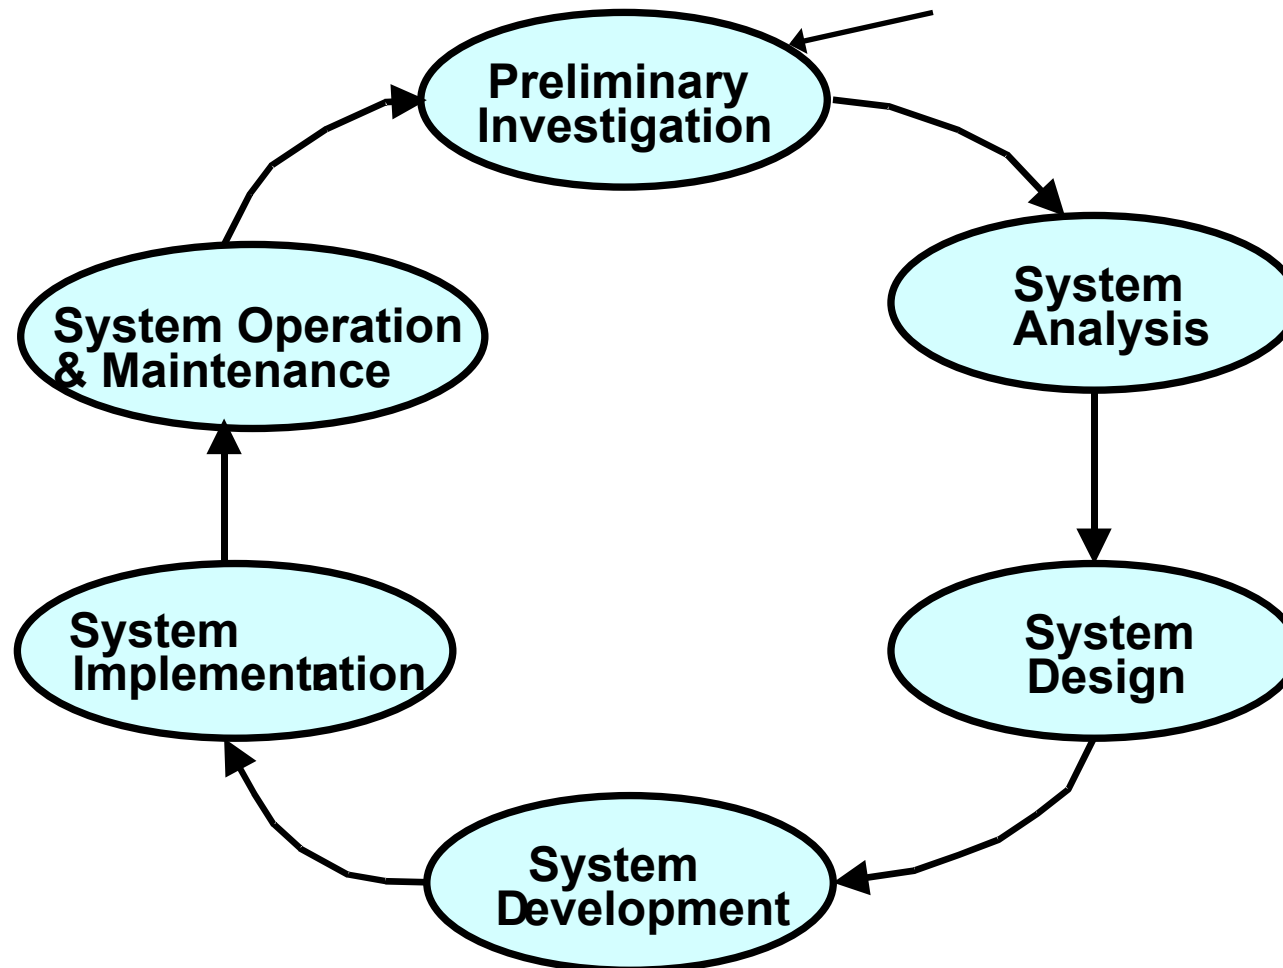 Preliminary
Investigation
System
Analysis
System Operation
& Maintenance
System
Design
System
Implementation
System
Development